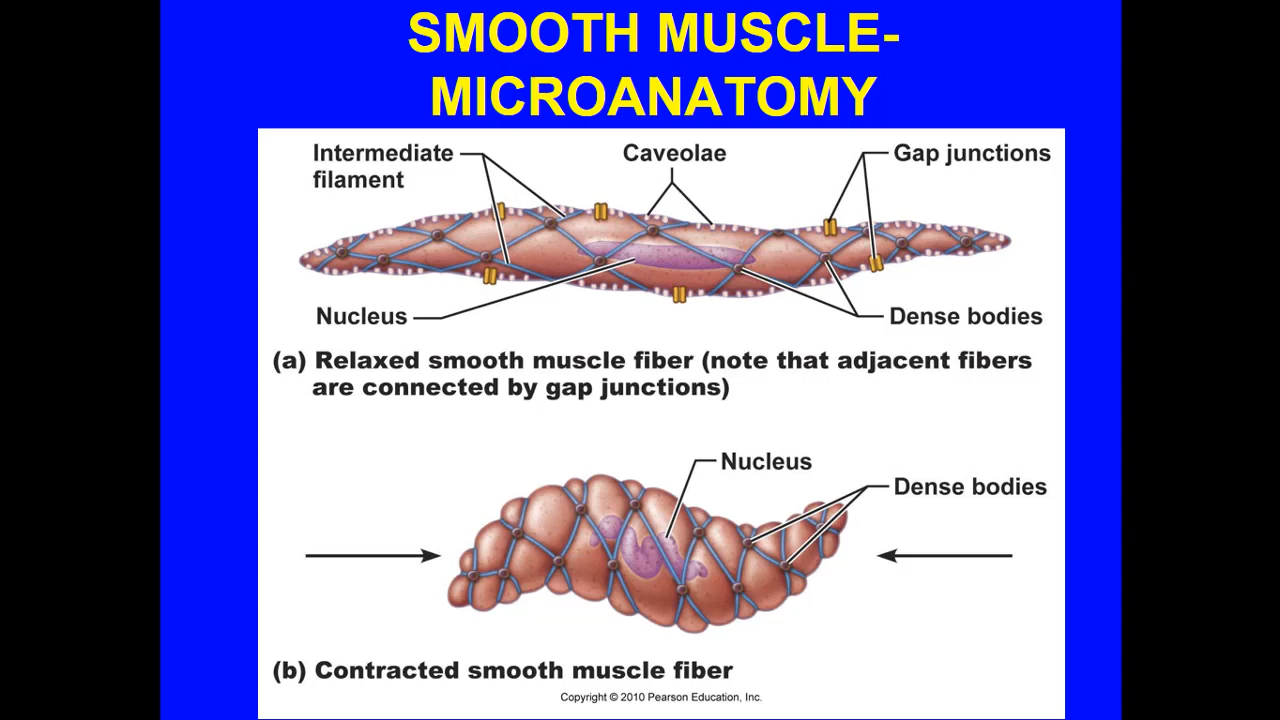 SMOOTH MUSCLE-
MICROANATOMY
Intermediate
filament
Caveolae
Gap junctions
Nucleus
Dense bodies
(a) Relaxed smooth muscle fiber (note that adjacent fibers
are connected by gap junctions)
Nucleus
Dense bodies
(b) Contracted smooth muscle fiber
Copyright © 2010 Pearson Education, Inc.